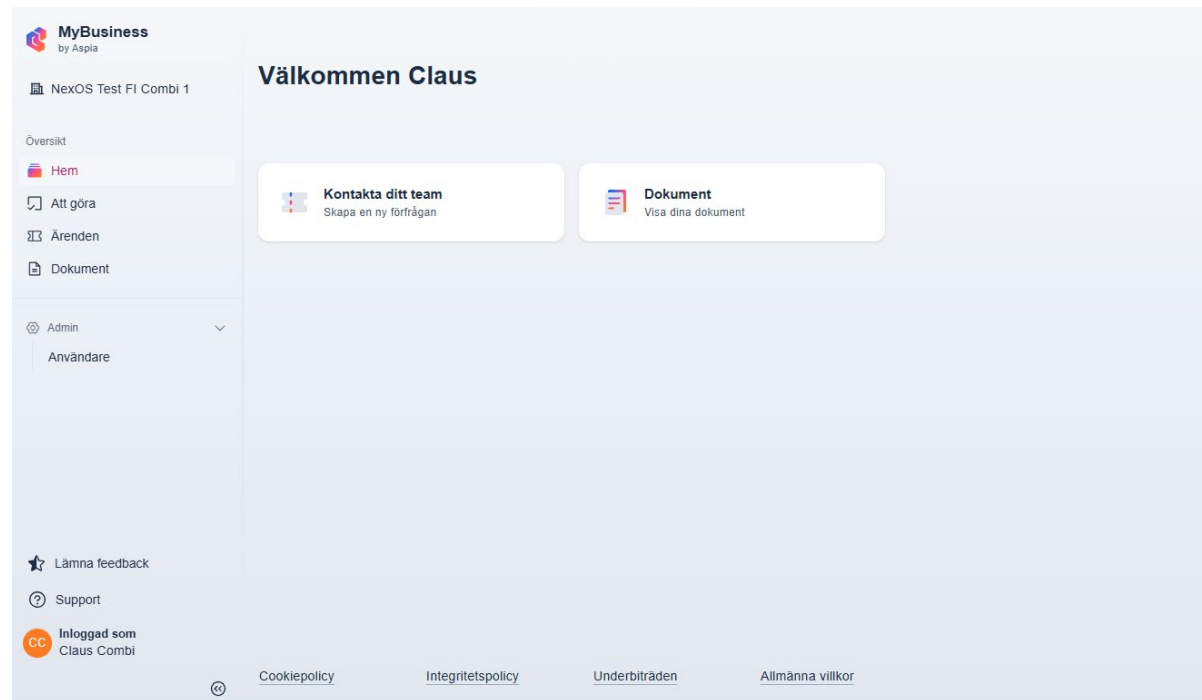 MyBusiness
by Aspia
NexOS Test FI Combi 1
Översikt
Hem
Att göra
Ärenden
Dokument
Admin
Användare
Lämna feedback
Support
CC
Inloggad som
Claus Combi
Välkommen Claus
Kontakta ditt team
Skapa en ny förfrågan
Dokument
Visa dina dokument
Cookiepolicy
Integritetspolicy
Underbiträden
Allmänna villkor